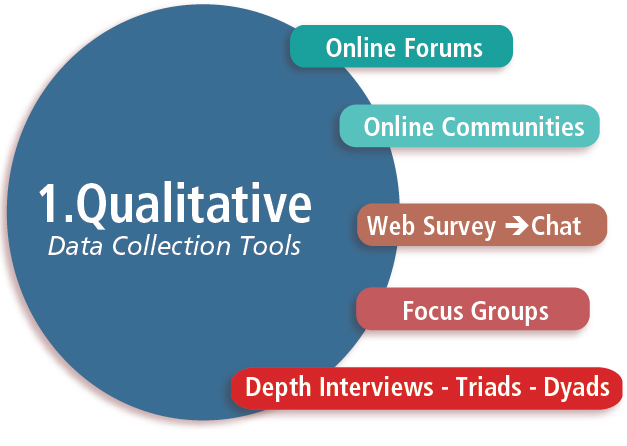 1.Qualitative
Data Collection Tools
Online Forums
Online Communities
Web Survey ➔Chat
Focus Groups
Depth Interviews - Triads - Dyads